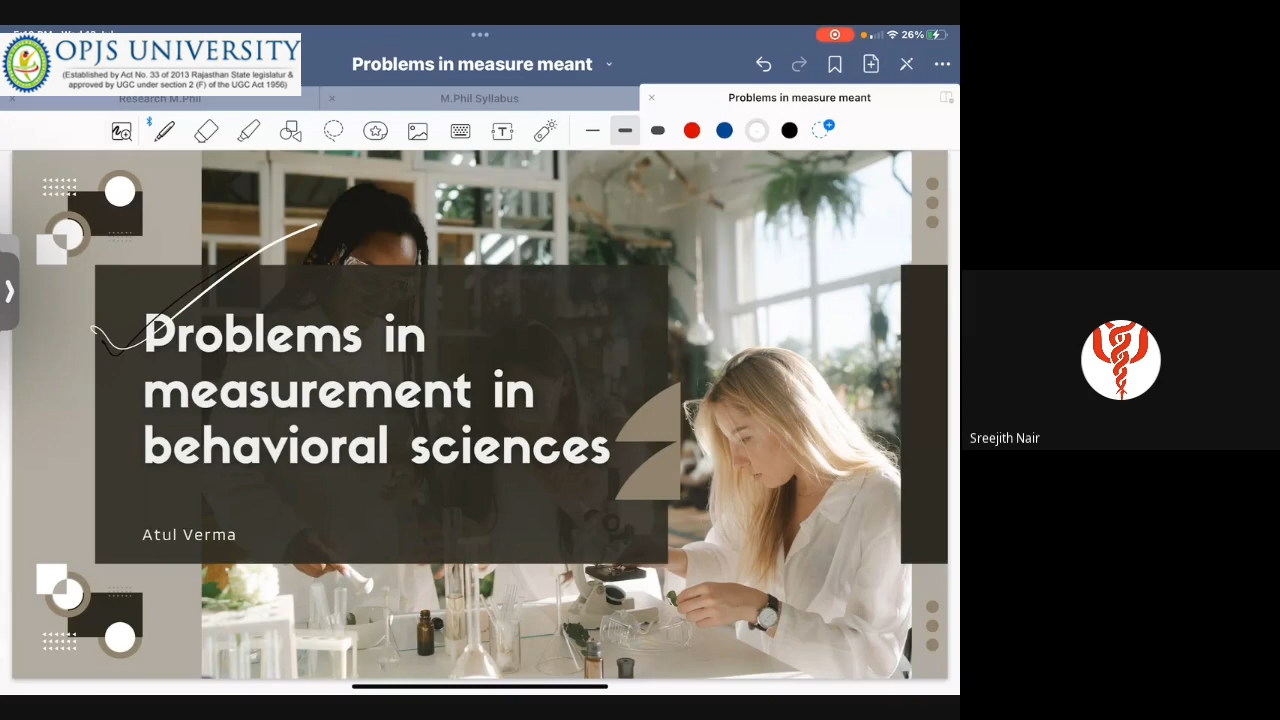 OPJS UNIVERSITY
(Established by Act No. 33 of 2013 Rajasthan State legislatur &
approved by UGC under section 2 (F) of the UGC Act 1956)
26%
Problems in measure meant
Research M.Phil
M.Phil Syllabus
Problems in measure meant
T
Problems in
measurement in
behavioral sciences
Atul Verma
Sreejith Nair